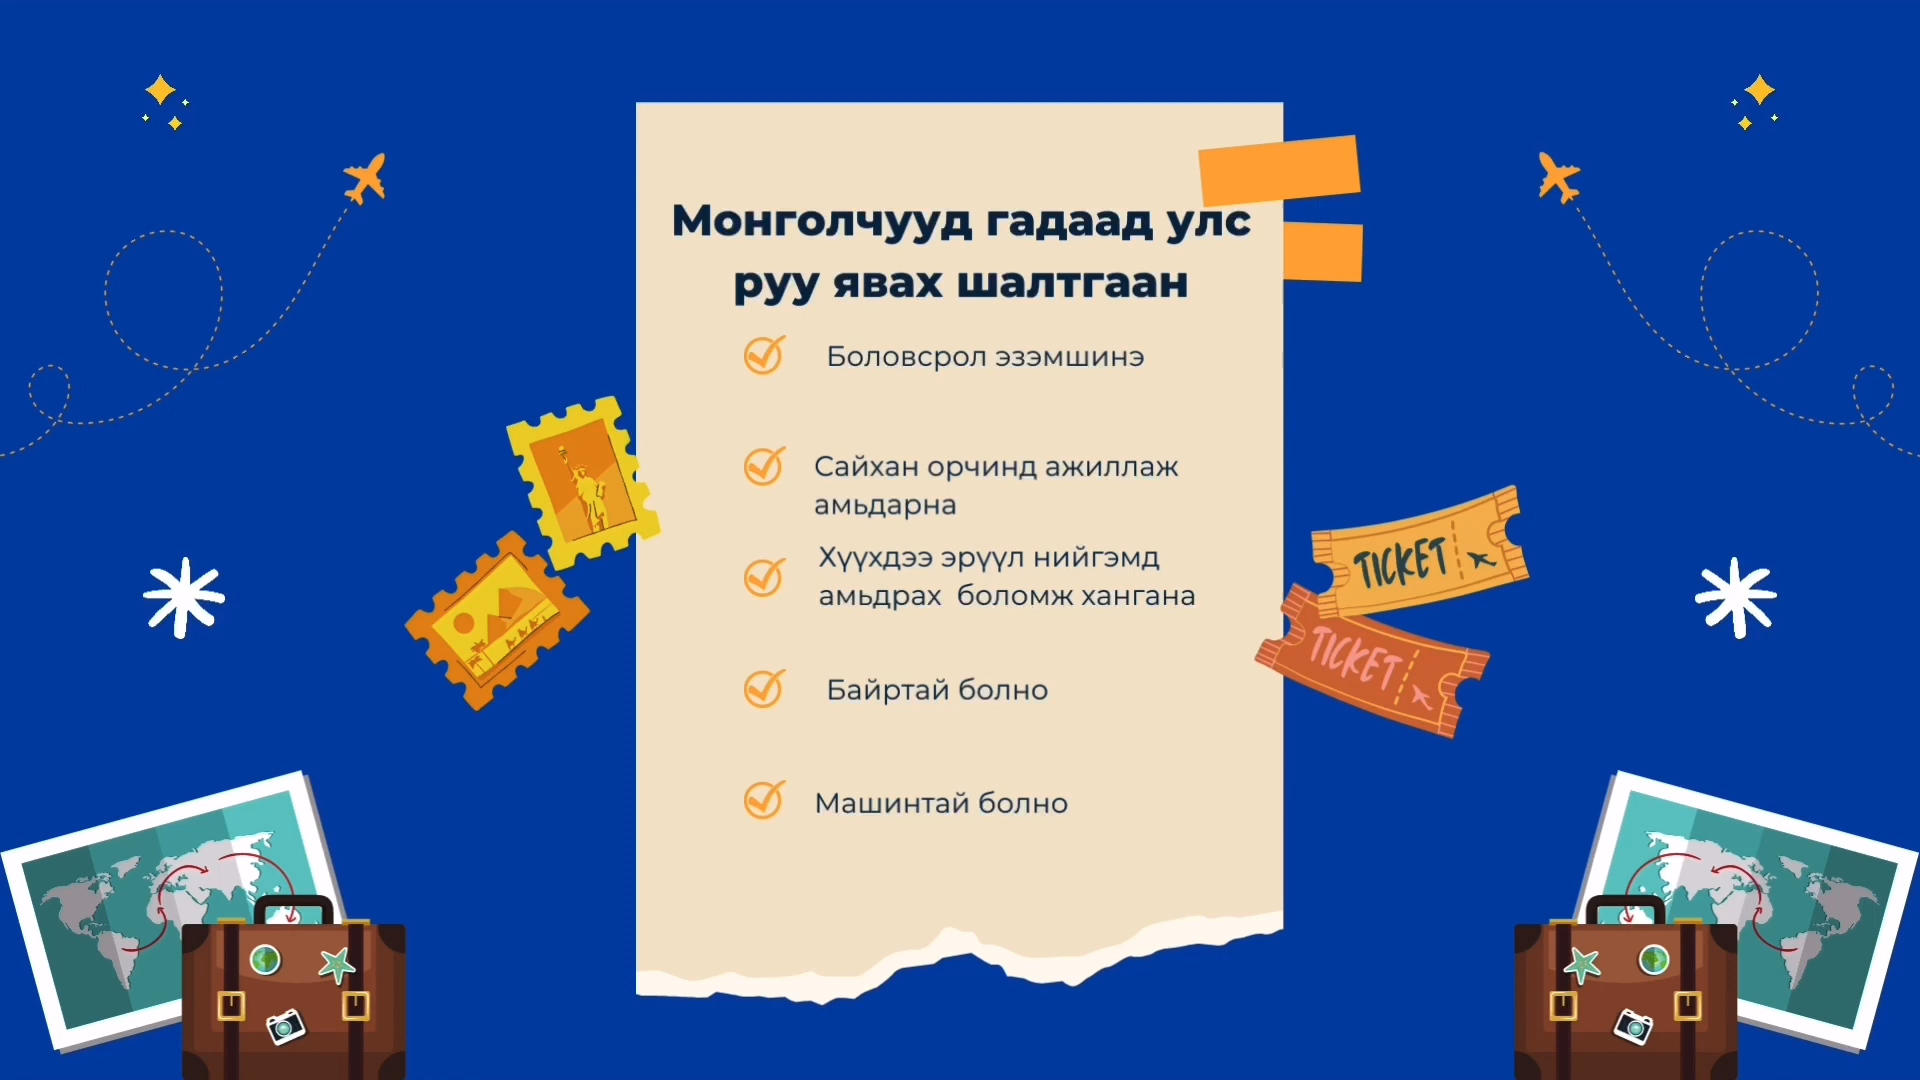 Монголчууд гадаад улс
руу явах шалтгаан
Боловсрол эзэмшинэ
Сайхан орчинд ажиллаж
амьдарна
Хүүхдээ эрүүл нийгэмд
амьдрах  боломж хангана
Байртай болно
Машинтай болно
TICKET
TICKET